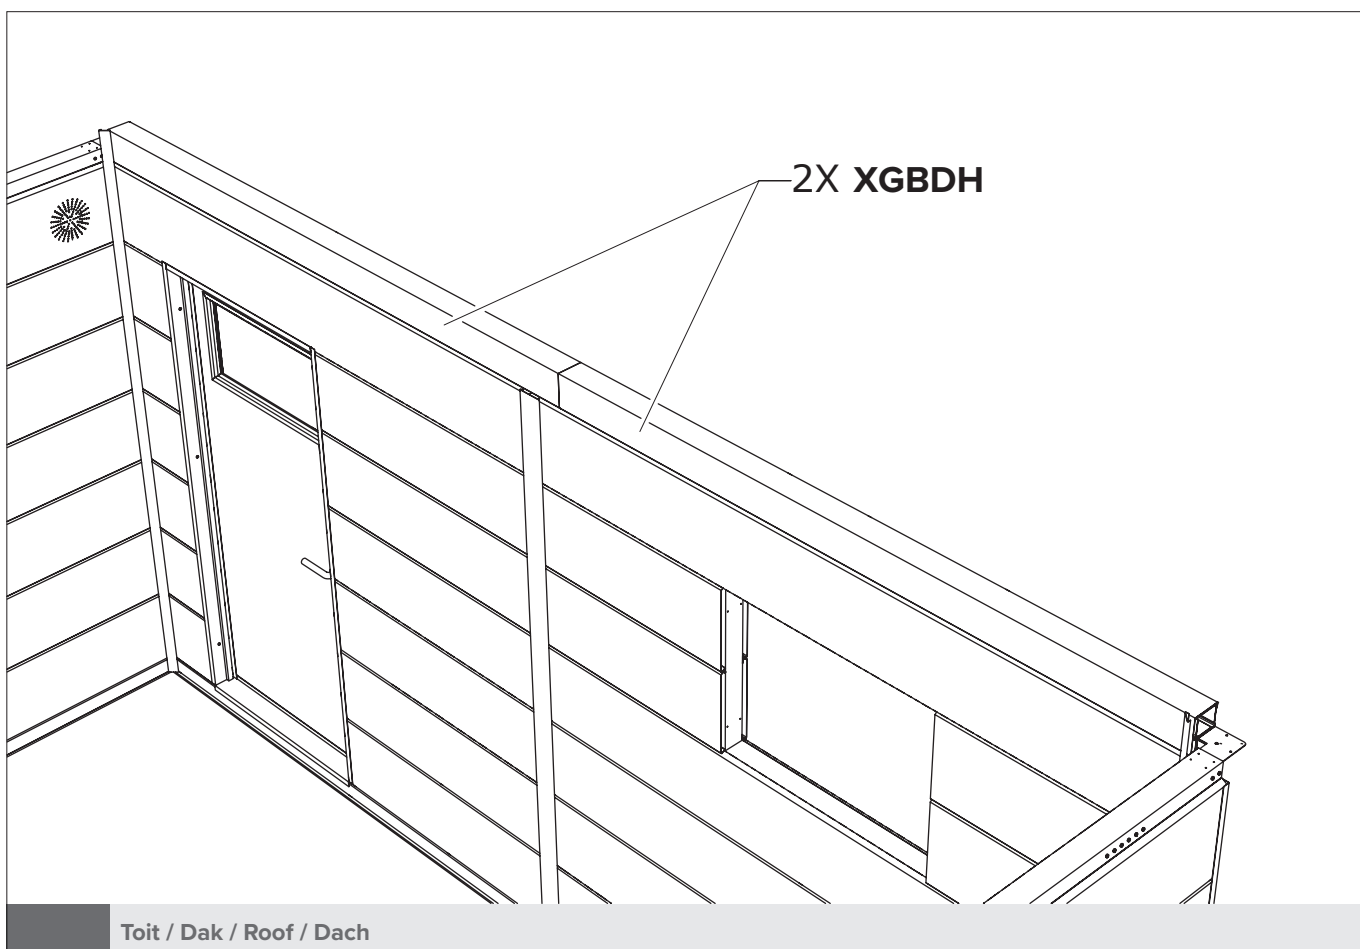 2X XGBDH
Toit / Dak / Roof / Dach